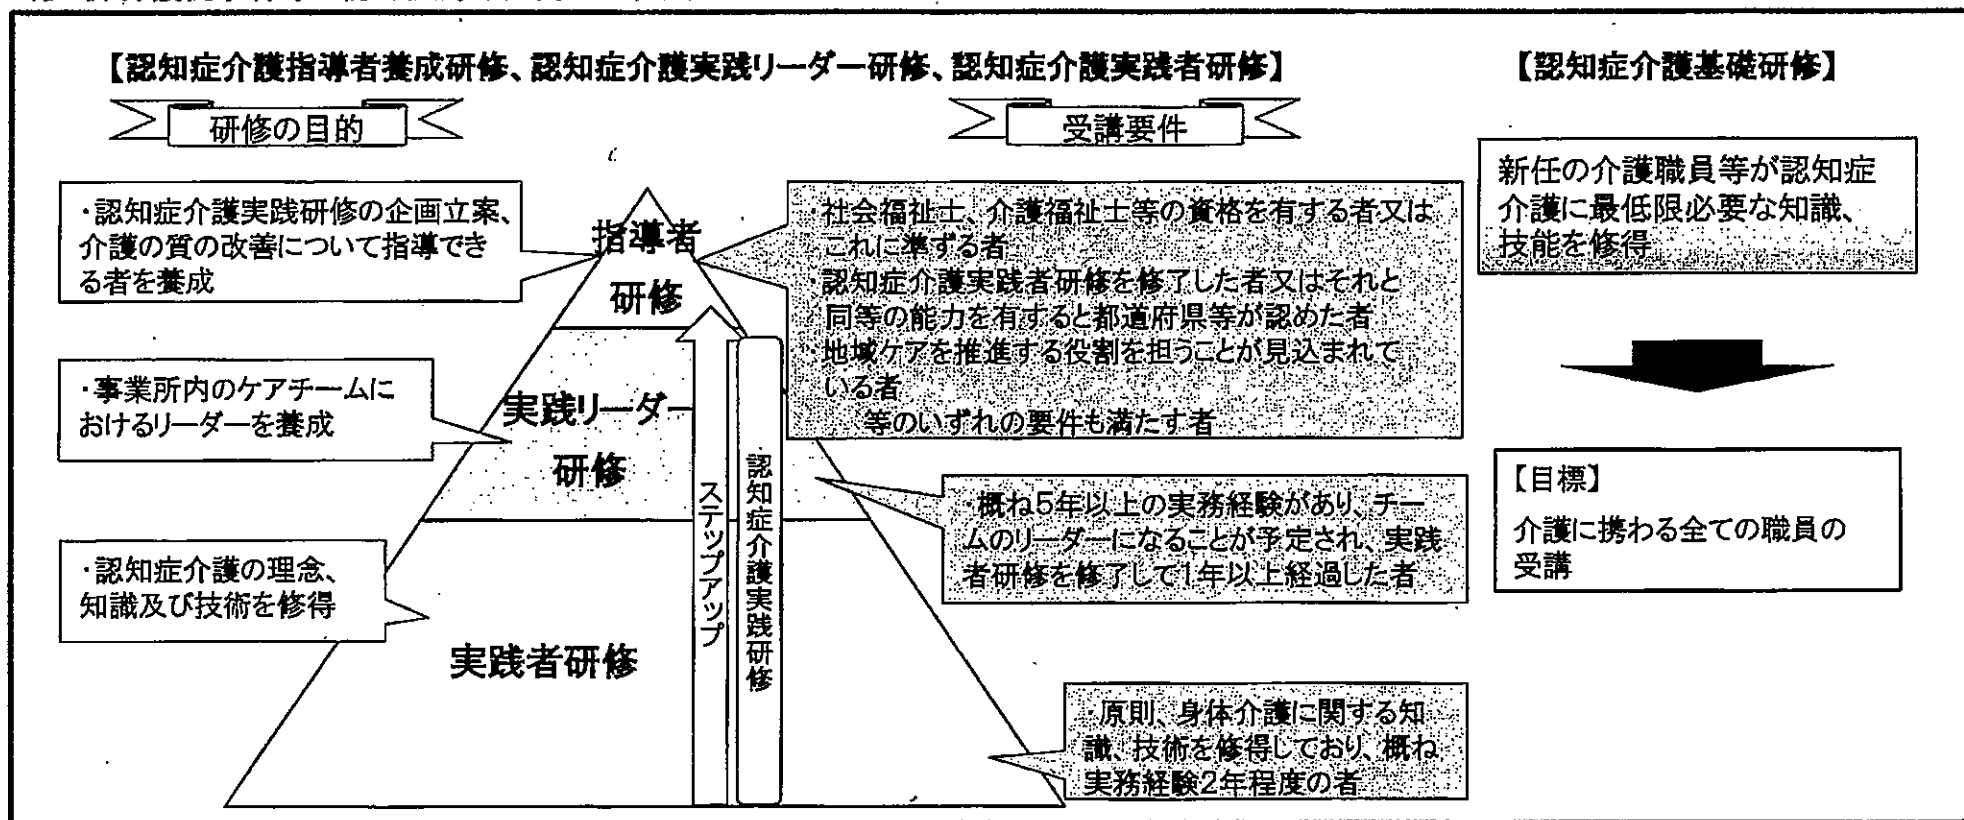 【認知症介護指導者養成研修、認知症介護実践リーダー研修、認知症介護実践者研修】
【認知症介護基礎研修】
研修の目的
受講要件
・認知症介護実践研修の企画立案、
介護の質の改善について指導でき
る者を養成
・事業所内のケアチームに
おけるリーダーを養成
・認知症介護の理念、
知識及び技術を修得
指導者
研修
実践リーダー
研修
実践者研修
ステップアップ
認知症介護実践研修
・社会福祉士、介護福祉士等の資格を有する者又は
これに準ずる者
・認知症介護実践者研修を修了した者又はそれと
同等の能力を有すると都道府県等が認めた者
・地域ケアを推進する役割を担うことが見込まれて
いる者
等のいずれの要件も満たす者
・概ね5年以上の実務経験があり、チー
ムのリーダーになることが予定され、実践
者研修を修了して1年以上経過した者
・原則、身体介護に関する知
識、技術を修得しており、概ね
実務経験2年程度の者
新任の介護職員等が認知症
介護に最低限必要な知識、
技能を修得
【目標】
介護に携わる全ての職員の
受講